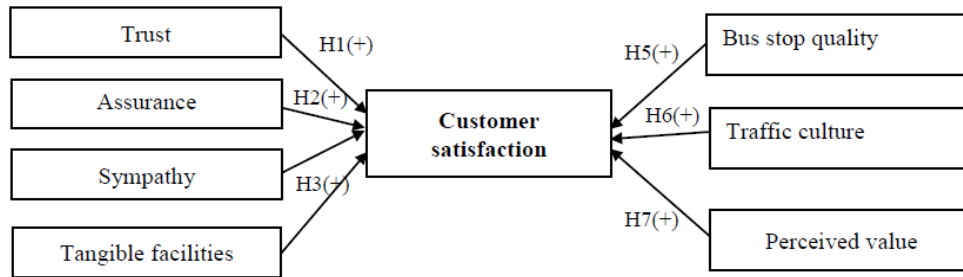 Trust
H1(+)
Assurance
H2(+)
Sympathy
H3(+)
Tangible facilities
Customer
satisfaction
Bus stop quality
H5(+)
Traffic culture
H6(+)
H7(+)
Perceived value